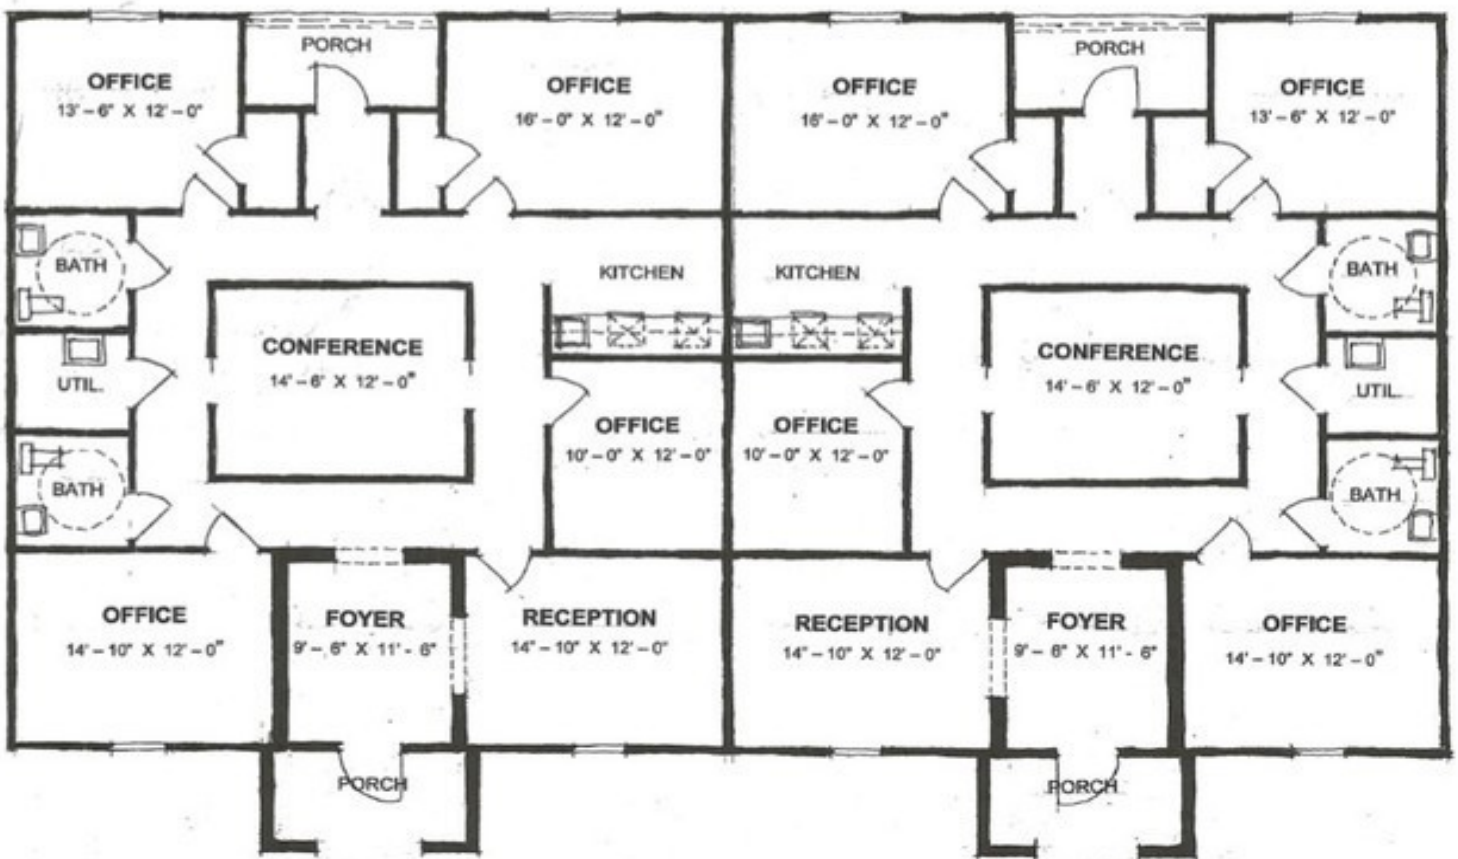 PORCH
PORCH
OFFICE
13' – 6" X 12' – 0"
OFFICE
16' – 0" X 12' – 0"
OFFICE
16' – 0" X 12' – 0"
OFFICE
13' – 6" X 12' – 0"
BATH
KITCHEN
KITCHEN
BATH
CONFERENCE
14' – 6' X 12' – 0"
CONFERENCE
14' – 6' X 12' – 0"
UTIL.
UTIL.
OFFICE
10' – 0" X 12' – 0"
OFFICE
10' – 0" X 12' – 0"
BATH
BATH
OFFICE
14' – 10" X 12' – 0"
FOYER
9' – 6" X 11' - 6"
RECEPTION
14" – 10" X 12' – 0"
RECEPTION
14" – 10" X 12' – 0"
FOYER
9' – 6" X 11' - 6"
OFFICE
14' – 10" X 12' – 0"
PORCH
PORCH